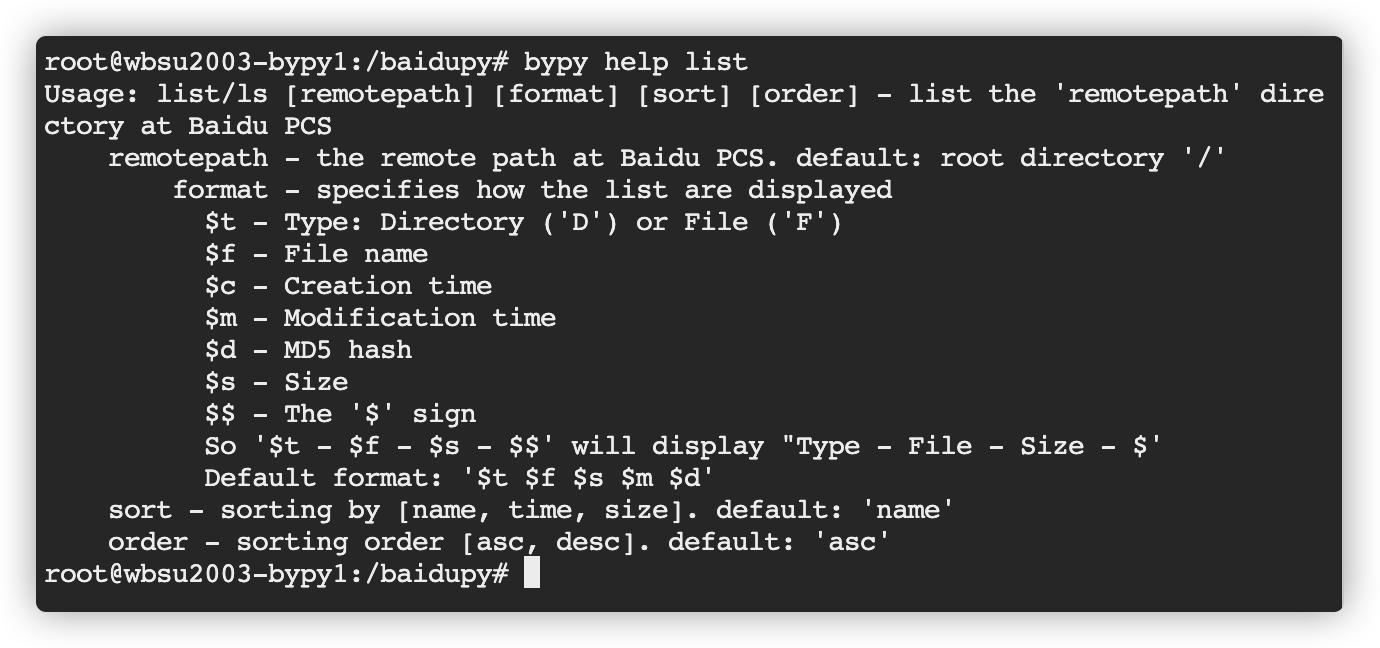 root@wbsu2003-bypy1:/baidupy# bypy help list
Usage: list/ls [remotepath] [format] [sort] [order] - list the 'remotepath' dire
ctory at Baidu PCS
    remotepath - the remote path at Baidu PCS. default: root directory '/'
        format - specifies how the list are displayed
          $t - Type: Directory ('D') or File ('F')
          $f - File name
          $c - Creation time
          $m - Modification time
          $d - MD5 hash
          $s - Size
          $$ - The '$' sign
          So '$t - $f - $s - $$' will display "Type - File - Size - $'
          Default format: '$t $f $s $m $d'
    sort - sorting by [name, time, size]. default: 'name'
    order - sorting order [asc, desc]. default: 'asc'
root@wbsu2003-bypy1:/baidupy#